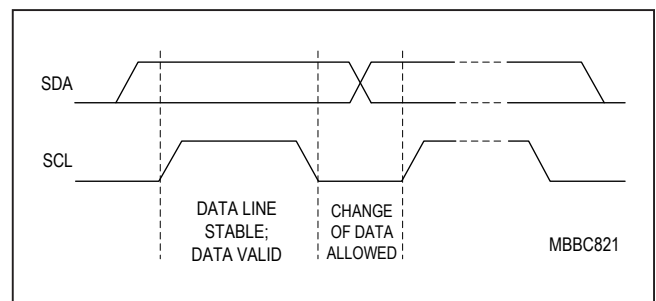 SDA
SCL
DATA LINE
STABLE;
DATA VALID
CHANGE
OF DATA
ALLOWED
MBBC821